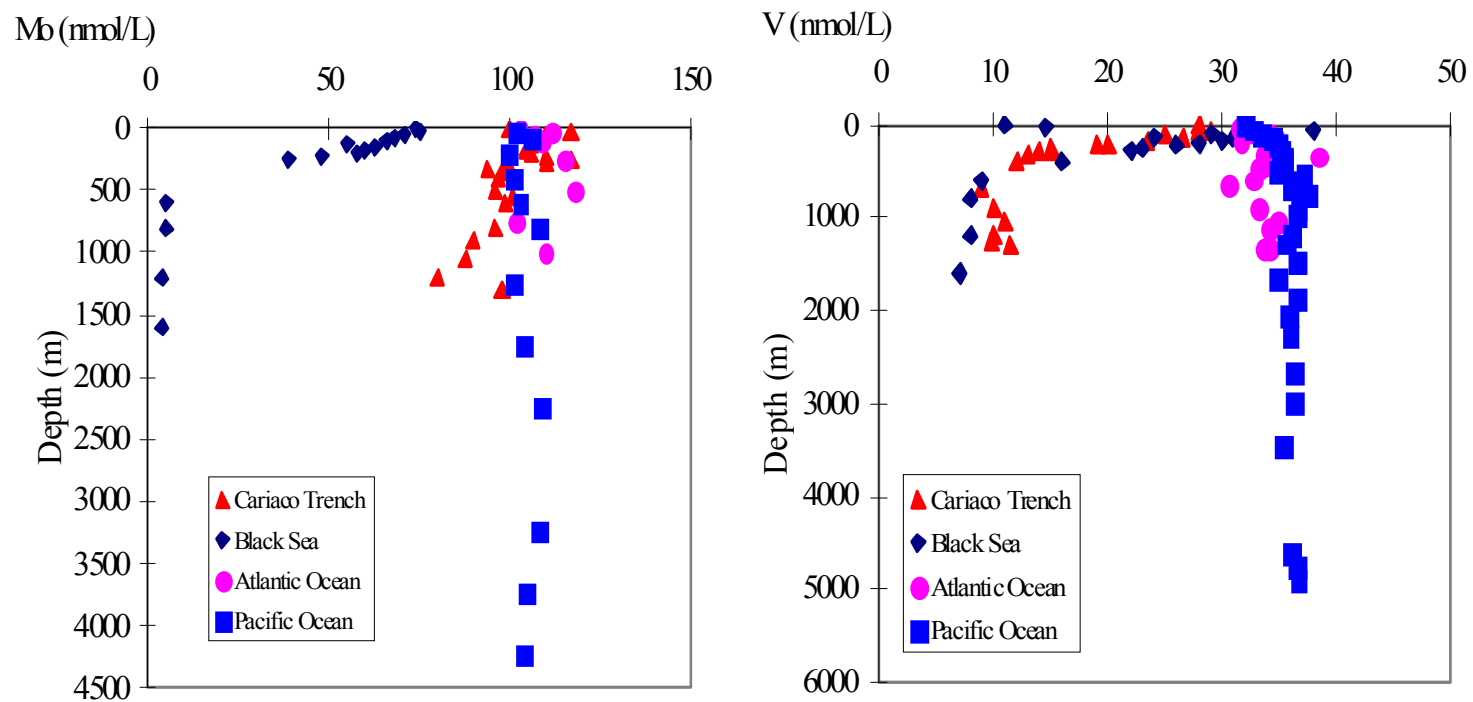 Mo (nmol/L)
0 50 100 150
0
500
1000
1500
2000
2500
3000
3500
4000
4500
Depth (m)
Cariaco Trench
Black Sea
Atlantic Ocean
Pacific Ocean
V (nmol/L)
0 10 20 30 40 50
0
1000
2000
3000
4000
5000
6000
Depth (m)
Cariaco Trench
Black Sea
Atlantic Ocean
Pacific Ocean